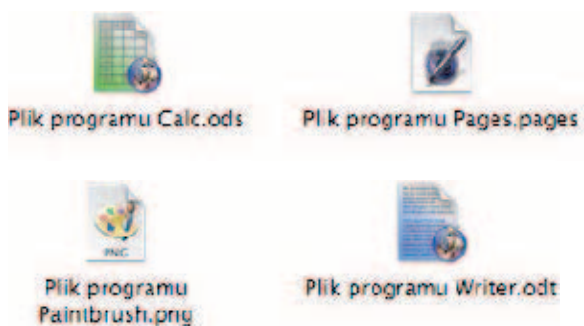 Plik programu Calc.ods
Plik programu Pages.pages
PNG
Plik programu
Paintbrush.png
Plik programu Writer.odt